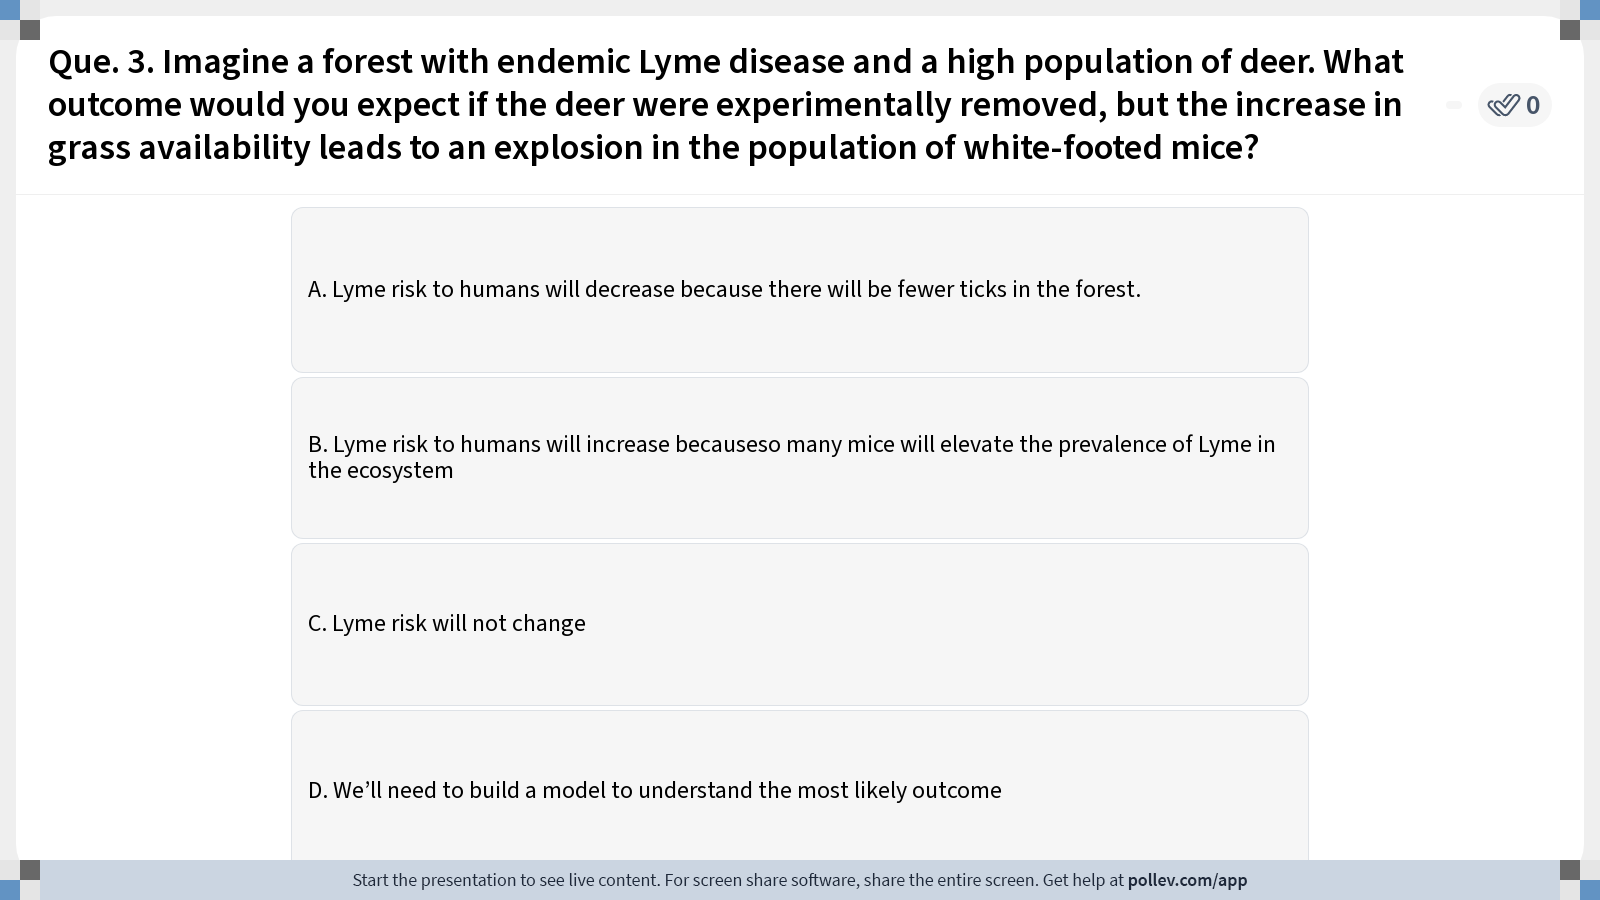 Que. 3. Imagine a forest with endemic Lyme disease and a high population of deer. What
outcome would you expect if the deer were experimentally removed, but the increase in
grass availability leads to an explosion in the population of white-footed mice?
0
A. Lyme risk to humans will decrease because there will be fewer ticks in the forest.
B. Lyme risk to humans will increase becauseso many mice will elevate the prevalence of Lyme in
the ecosystem
C. Lyme risk will not change
D. We’ll need to build a model to understand the most likely outcome
Start the presentation to see live content. For screen share software, share the entire screen. Get help at pollev.com/app